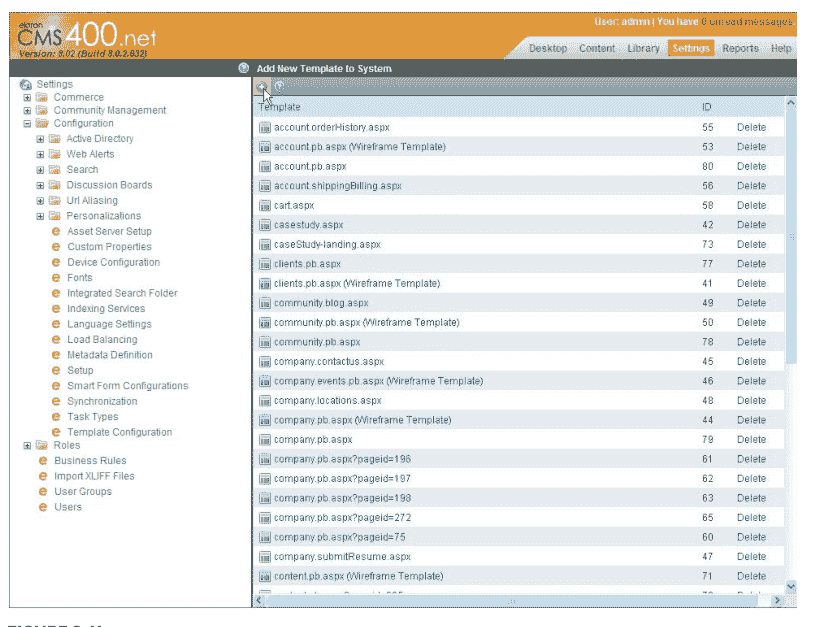 User: admin | You have 0 unread messages
ektron
CMS400.net
Version: 8.02 (Build 8.0.2.032)
Desktop Content Library Settings Reports Help
Add New Template to System
Settings
Commerce
Community Management
Configuration
Active Directory
Web Alerts
Search
Discussion Boards
Url Aliasing
Personalizations
Asset Server Setup
Custom Properties
Device Configuration
Fonts
Integrated Search Folder
Indexing Services
Language Settings
Load Balancing
Metadata Definition
Setup
Smart Form Configurations
Synchronization
Task Types
Template Configuration
Roles
Business Rules
Import XLIFF Files
User Groups
Users
Template ID
account.orderHistory.aspx 55 Delete
account.pb.aspx (Wireframe Template) 53 Delete
account.pb.aspx 80 Delete
account.shippingBilling.aspx 56 Delete
cart.aspx 58 Delete
casestudy.aspx 42 Delete
caseStudy-landing.aspx 73 Delete
clients.pb.aspx 77 Delete
clients.pb.aspx (Wireframe Template) 41 Delete
community.blog.aspx 49 Delete
community.pb.aspx (Wireframe Template) 50 Delete
community.pb.aspx 78 Delete
company.contactus.aspx 45 Delete
company.events.pb.aspx (Wireframe Template) 46 Delete
company.locations.aspx 48 Delete
company.pb.aspx (Wireframe Template) 44 Delete
company.pb.aspx 79 Delete
company.pb.aspx?pageid=196 61 Delete
company.pb.aspx?pageid=197 62 Delete
company.pb.aspx?pageid=198 63 Delete
company.pb.aspx?pageid=272 65 Delete
company.pb.aspx?pageid=75 60 Delete
company.submitResume.aspx 47 Delete
content.pb.aspx (Wireframe Template) 71 Delete